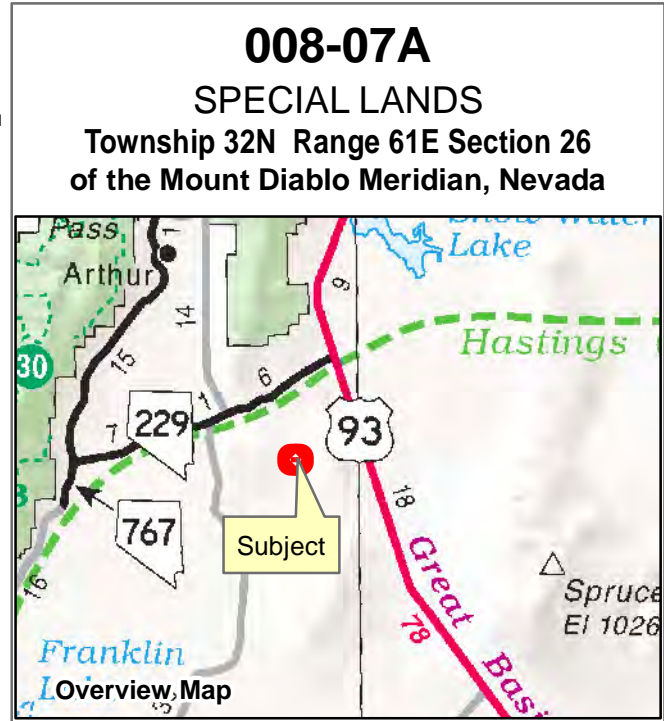 008-07A
SPECIAL LANDS
Township 32N Range 61E Section 26
of the Mount Diablo Meridian, Nevada
Pass
Lake
Arthur
1
9
14
15
30
Hastings
6
1
229
7
93
767
Subject
18
16
Great
Basi
78
Spruce
El 1026
Franklin
Overview Map